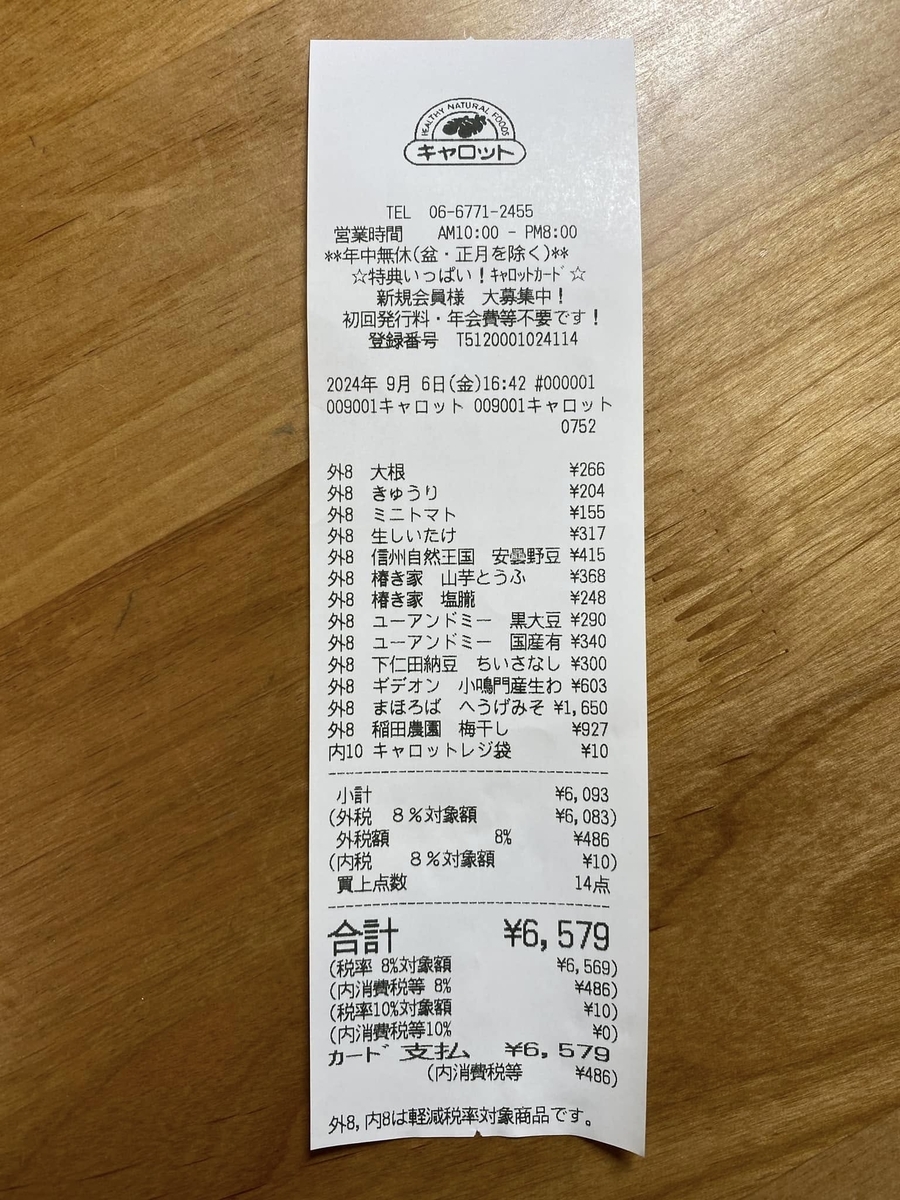 HEALTHY NATURAL FOODS
キャロット
TEL 06-6771-2455
営業時間 AM10:00 - PM8:00
**年中無休(盆・正月を除く)**
☆特典いっぱい!ｷｬﾛｯﾄｶｰﾄﾞ☆
新規会員様 大募集中!
初回発行料・年会費等不要です!
登録番号 T5120001024114
2024年 9月 6日(金)16:42 #000001
009001キャロット 009001キャロット
0752
外8 大根 ¥266
外8 きゅうり ¥204
外8 ミニトマト ¥155
外8 生しいたけ ¥317
外8 信州自然王国 安曇野豆 ¥415
外8 椿き家 山芋とうふ ¥368
外8 椿き家 塩朧 ¥248
外8 ユーアンドミー 黒大豆 ¥290
外8 ユーアンドミー 国産有 ¥340
外8 下仁田納豆 ちいさなし ¥300
外8 ギデオン 小鳴門産生わ ¥603
外8 まほろば へうげみそ ¥1,650
外8 稲田農園 梅干し ¥927
内10 キャロットレジ袋 ¥10
小計 ¥6,093
(外税 8%対象額 ¥6,083)
外税額 8% ¥486
(内税 8%対象額 ¥10)
買上点数 14点
合計 ¥6,579
(税率 8%対象額 ¥6,569)
(内消費税等 8% ¥486)
(税率10%対象額 ¥10)
(内消費税等10% ¥0)
ｶｰﾄﾞ支払 ¥6,579
(内消費税等 ¥486)
外8,内8は軽減税率対象商品です。